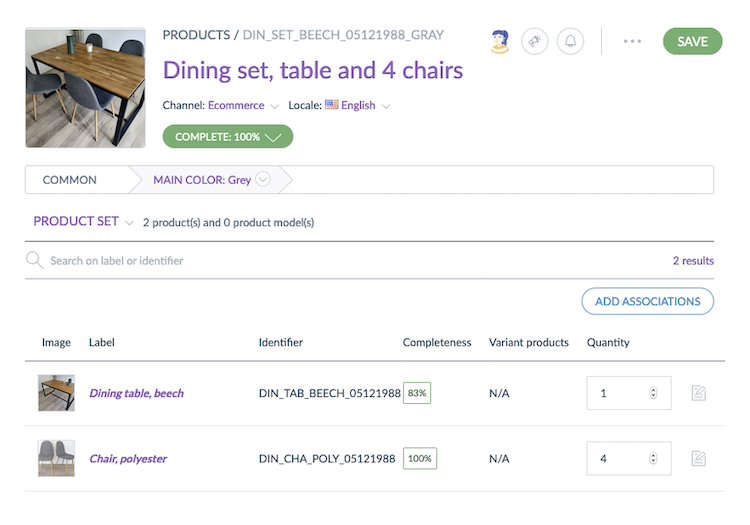 PRODUCTS / DIN_SET_BEECH_05121988_GRAY
SAVE
Dining set, table and 4 chairs
Channel: Ecommerce Locale: English
COMPLETE: 100%
COMMON MAIN COLOR: Grey
PRODUCT SET 2 product(s) and 0 product model(s)
Search on label or identifier 2 results
ADD ASSOCIATIONS
Image Label Identifier Completeness Variant products Quantity
Dining table, beech DIN_TAB_BEECH_05121988 83% N/A 1
Chair, polyester DIN_CHA_POLY_05121988 100% N/A 4